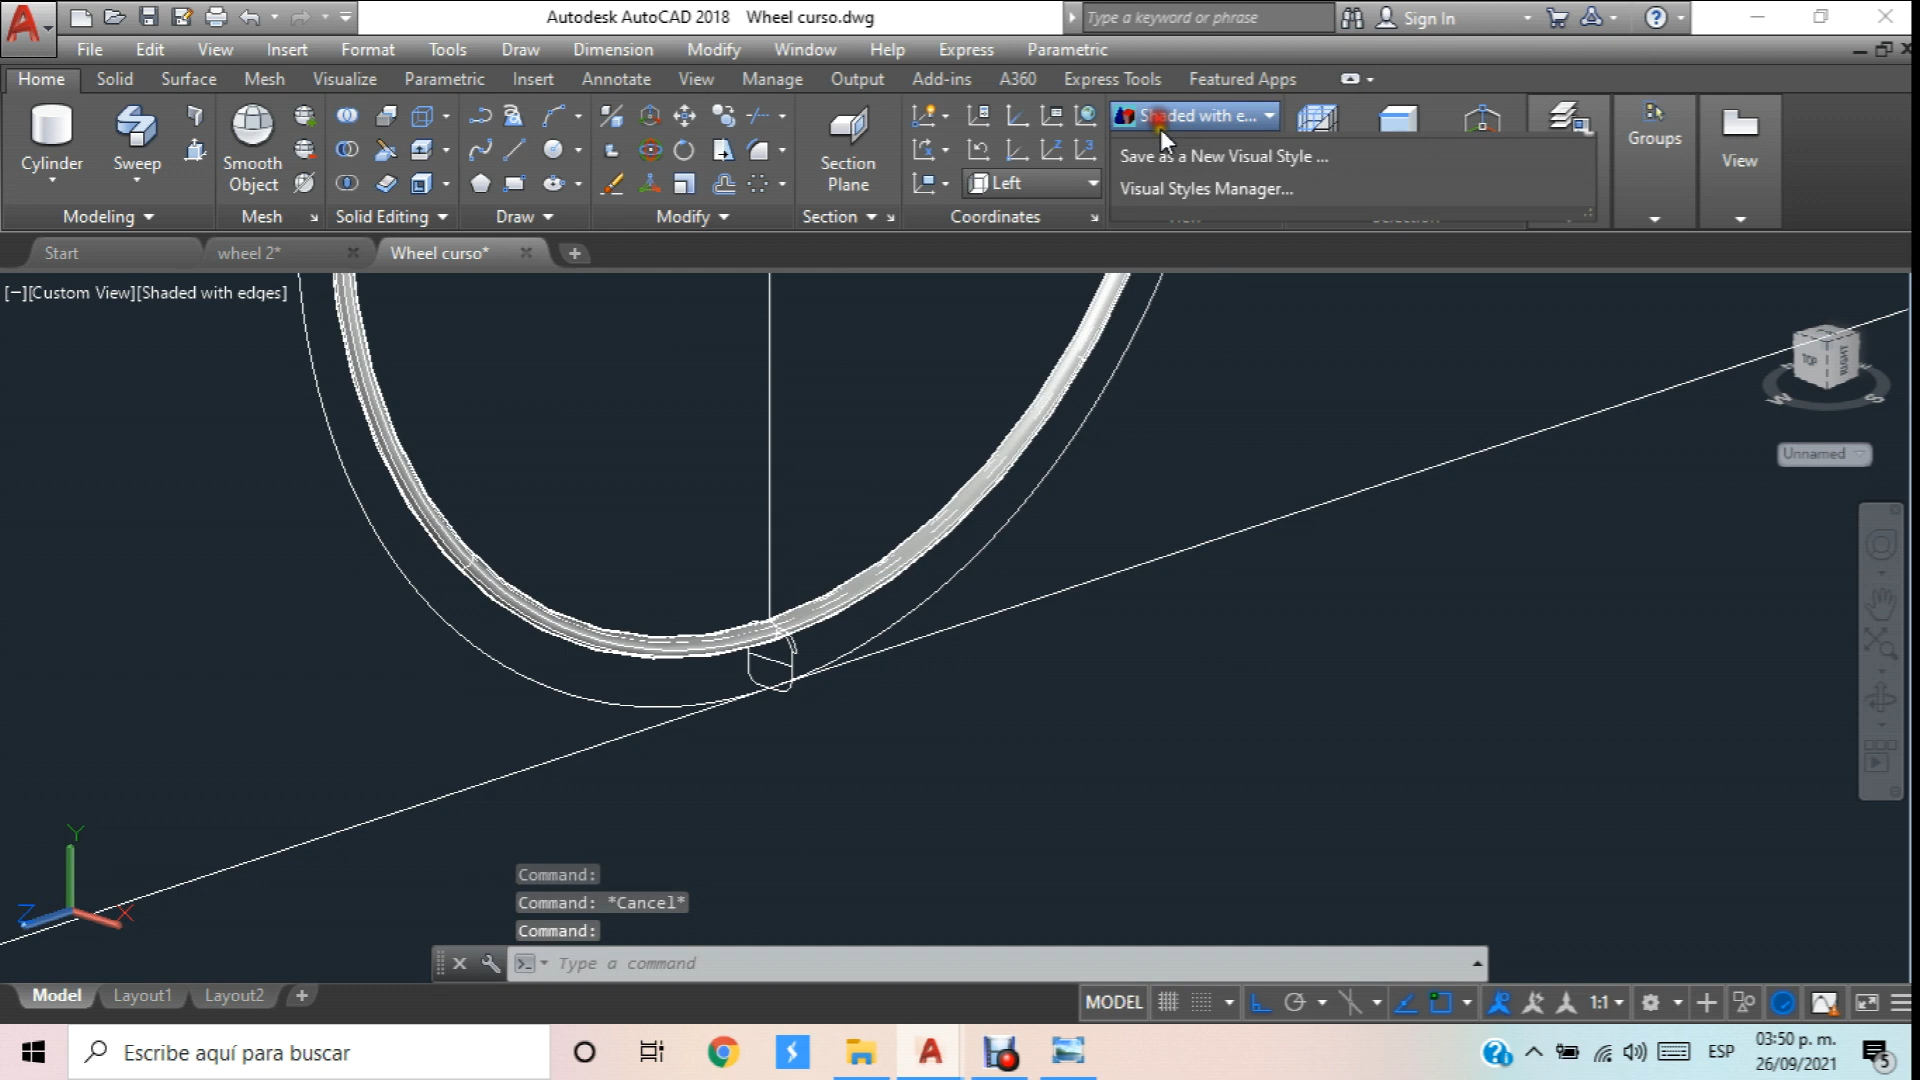 Autodesk AutoCAD 2018 Wheel curso.dwg
Type a keyword or phrase
Sign In
File Edit View Insert Format Tools Draw Dimension Modify Window Help Express Parametric
Home Solid Surface Mesh Visualize Parametric Insert Annotate View Manage Output Add-ins A360 Express Tools Featured Apps
Shaded with e...
Cylinder Sweep Smooth Object Section Plane Left Groups View
Save as a New Visual Style ...
Visual Styles Manager...
Modeling Mesh Solid Editing Draw Modify Section Coordinates
Start wheel 2* Wheel curso*
[−][Custom View][Shaded with edges]
TOP
W S
Unnamed
Y
Z X
Command:
Command: *Cancel*
Command:
Type a command
Model Layout1 Layout2
MODEL 1:1
Escribe aquí para buscar
ESP
03:50 p. m.
26/09/2021
5